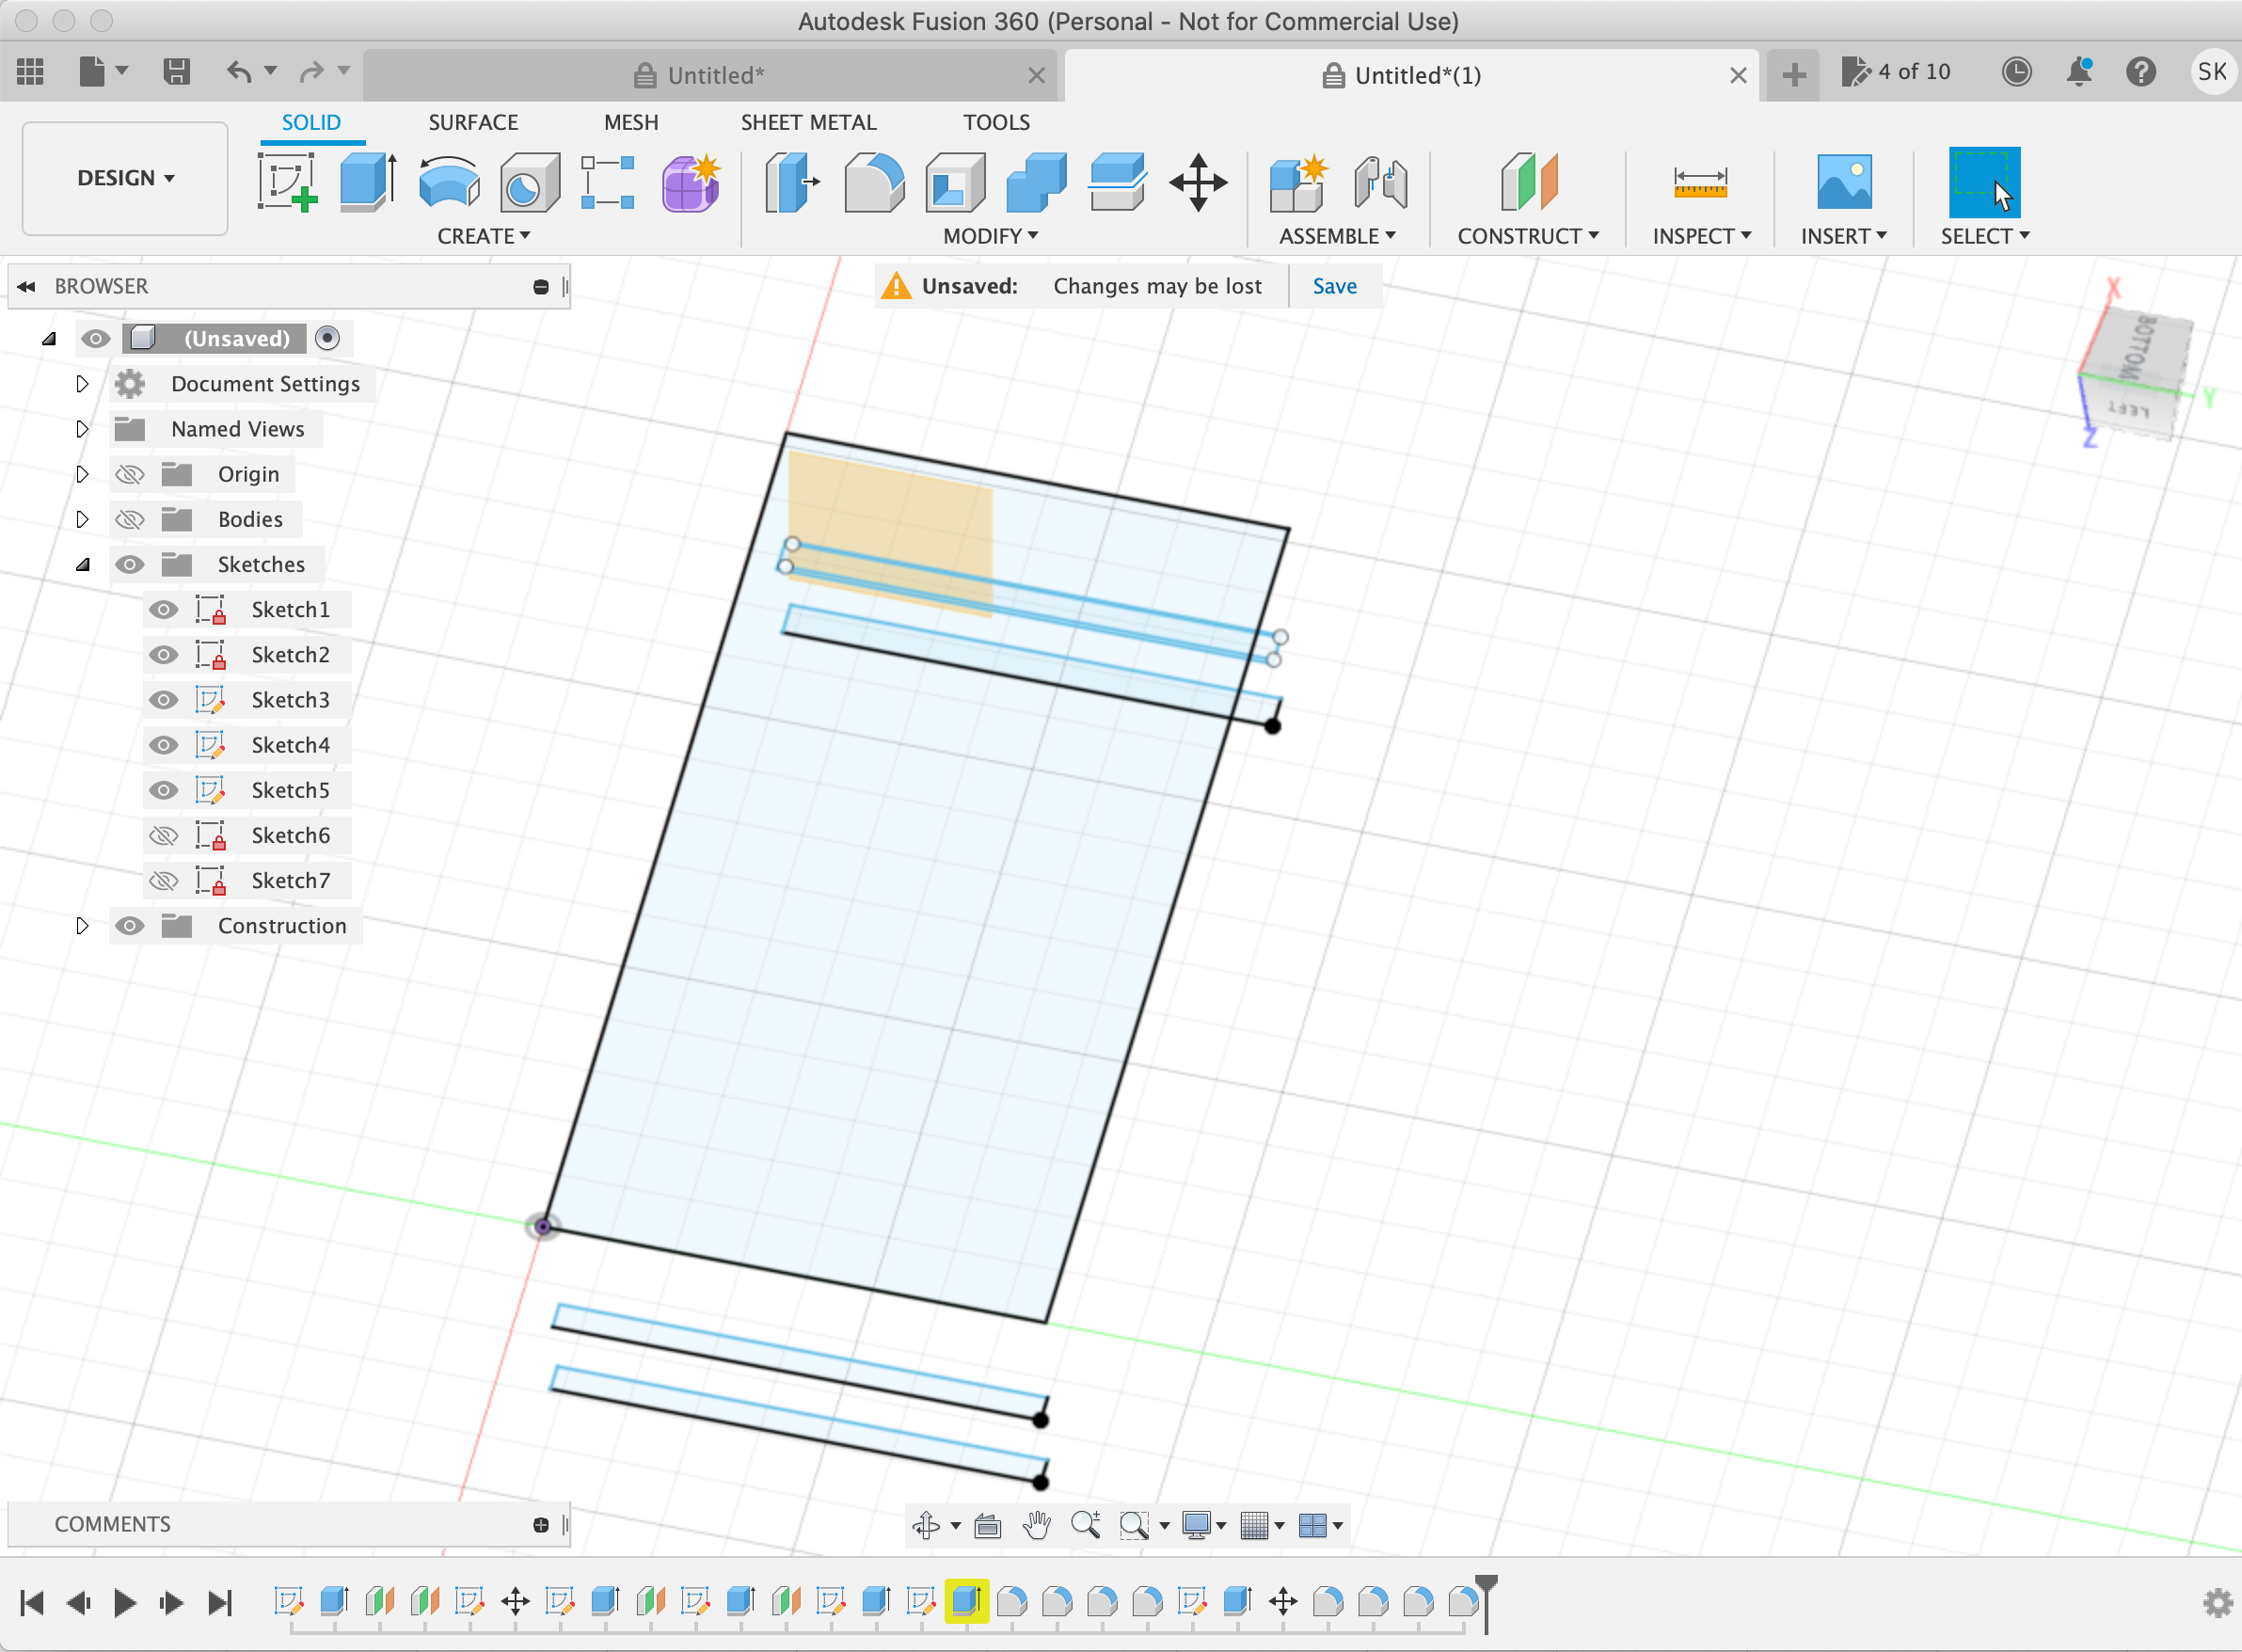 Autodesk Fusion 360 (Personal - Not for Commercial Use)
Untitled*
Untitled*(1)
4 of 10
SK
SOLID SURFACE MESH SHEET METAL TOOLS
DESIGN
CREATE MODIFY ASSEMBLE CONSTRUCT INSPECT INSERT SELECT
BROWSER
Unsaved: Changes may be lost Save
(Unsaved)
Document Settings
Named Views
Origin
Bodies
Sketches
Sketch1
Sketch2
Sketch3
Sketch4
Sketch5
Sketch6
Sketch7
Construction
X
BOTTOM
Y
LEFT
Z
COMMENTS